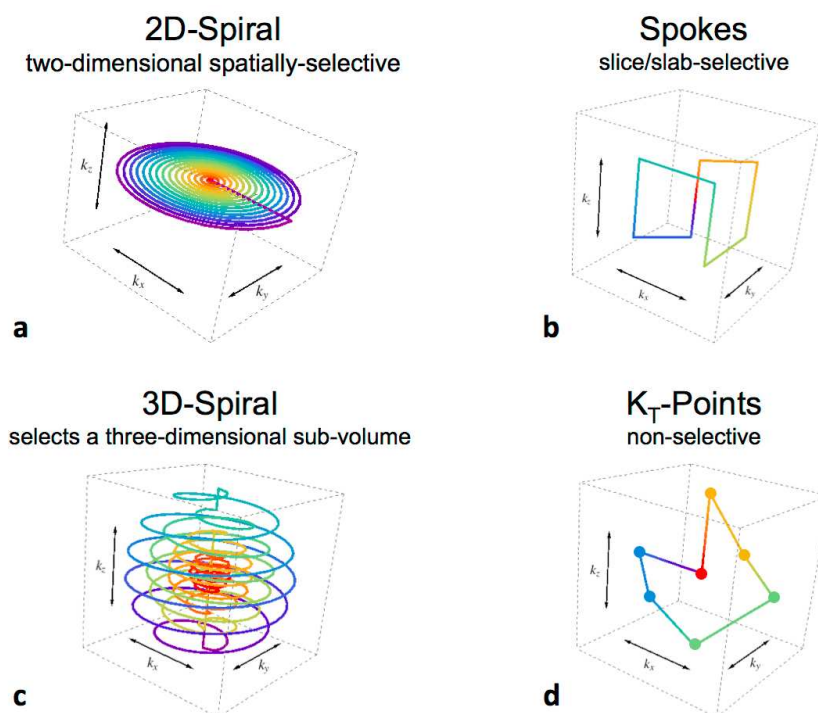 2D-Spiral
two-dimensional spatially-selective
kz
kx
ky
a
Spokes
slice/slab-selective
kz
kx
ky
b
3D-Spiral
selects a three-dimensional sub-volume
kz
kx
ky
c
KT-Points
non-selective
kz
kx
ky
d